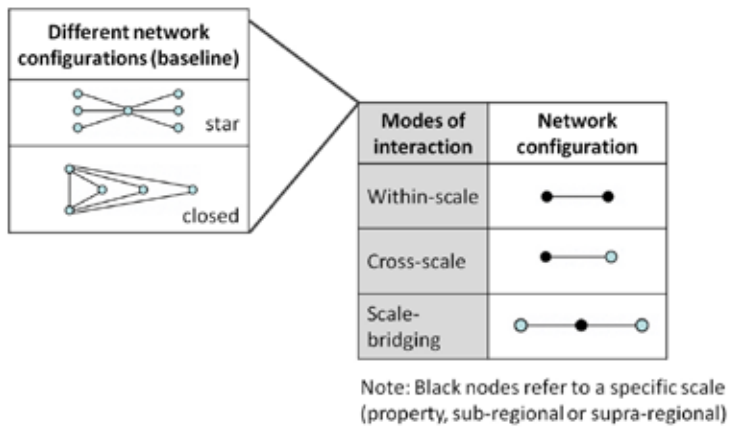 Different network
configurations (baseline)
star
closed
Modes of
interaction
Network
configuration
Within-scale
Cross-scale
Scale-
bridging
Note: Black nodes refer to a specific scale
(property, sub-regional or supra-regional)